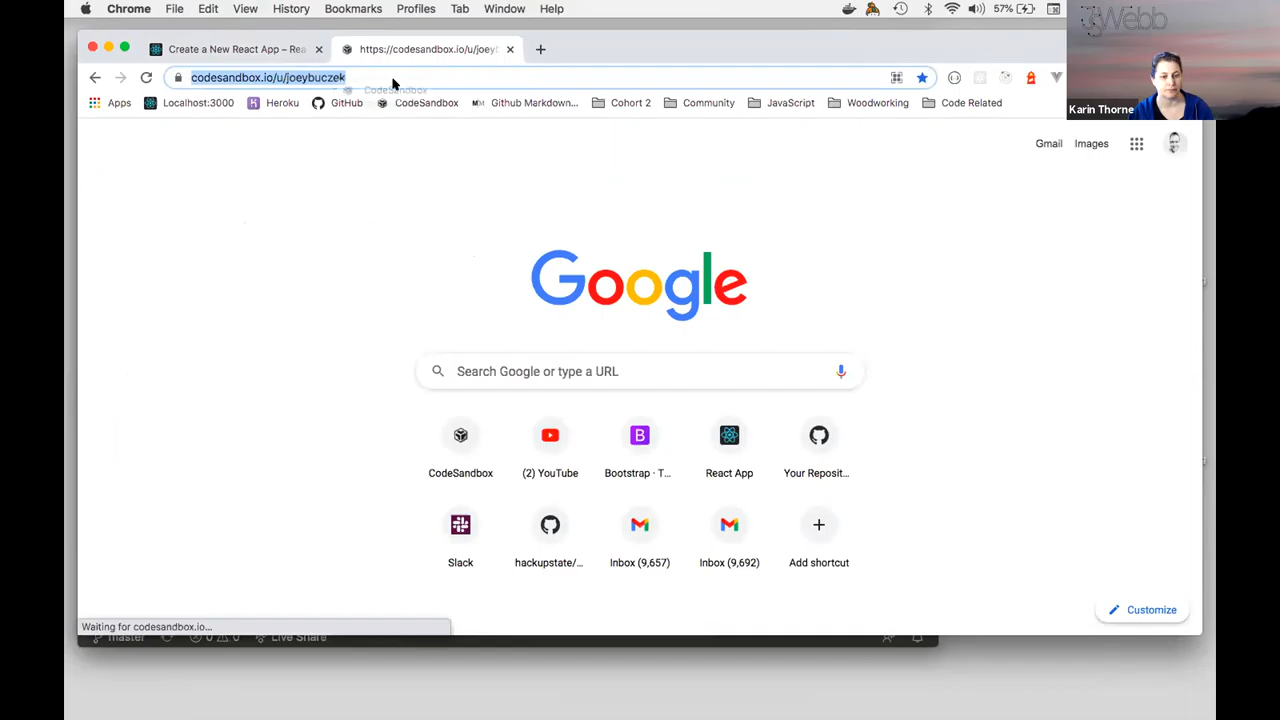 Chrome File Edit View History Bookmarks Profiles Tab Window Help 57%
Webb
Create a New React App – Rea
https://codesandbox.io/u/joeyb
codesandbox.io/u/joeybuczek
CodeSandbox
Apps Localhost:3000 Heroku GitHub CodeSandbox Github Markdown... Cohort 2 Community JavaScript Woodworking Code Related
Karin Thorne
Gmail Images
Google
Search Google or type a URL
CodeSandbox (2) YouTube Bootstrap · T... React App Your Reposit...
Slack hackupstate/... Inbox (9,657) Inbox (9,692) Add shortcut
Customize
Waiting for codesandbox.io...
master 0 0 Live Share